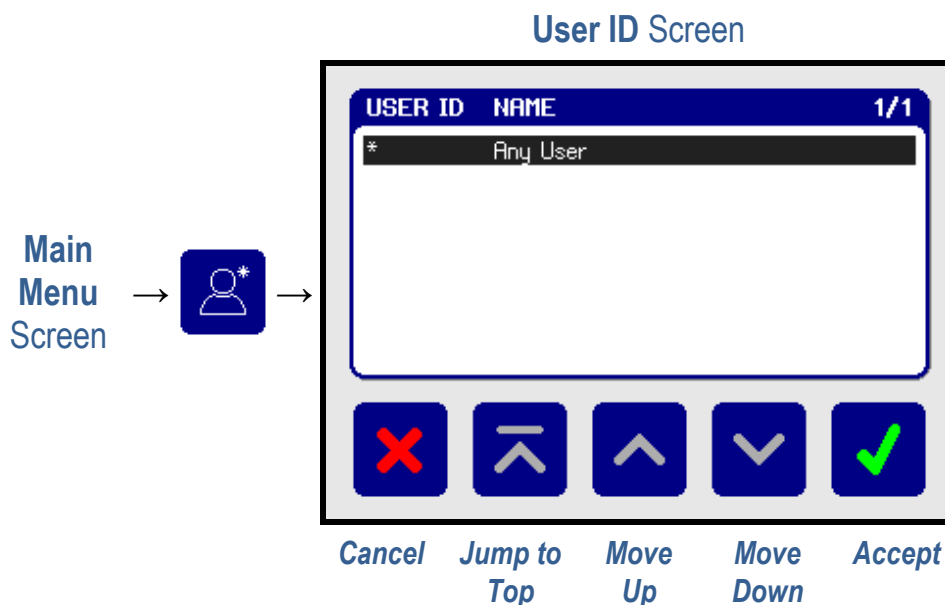 User ID Screen
USER ID NAME 1/1
* Any User
Main
Menu
Screen
→ →
Cancel Jump to Move Move Accept
Top Up Down